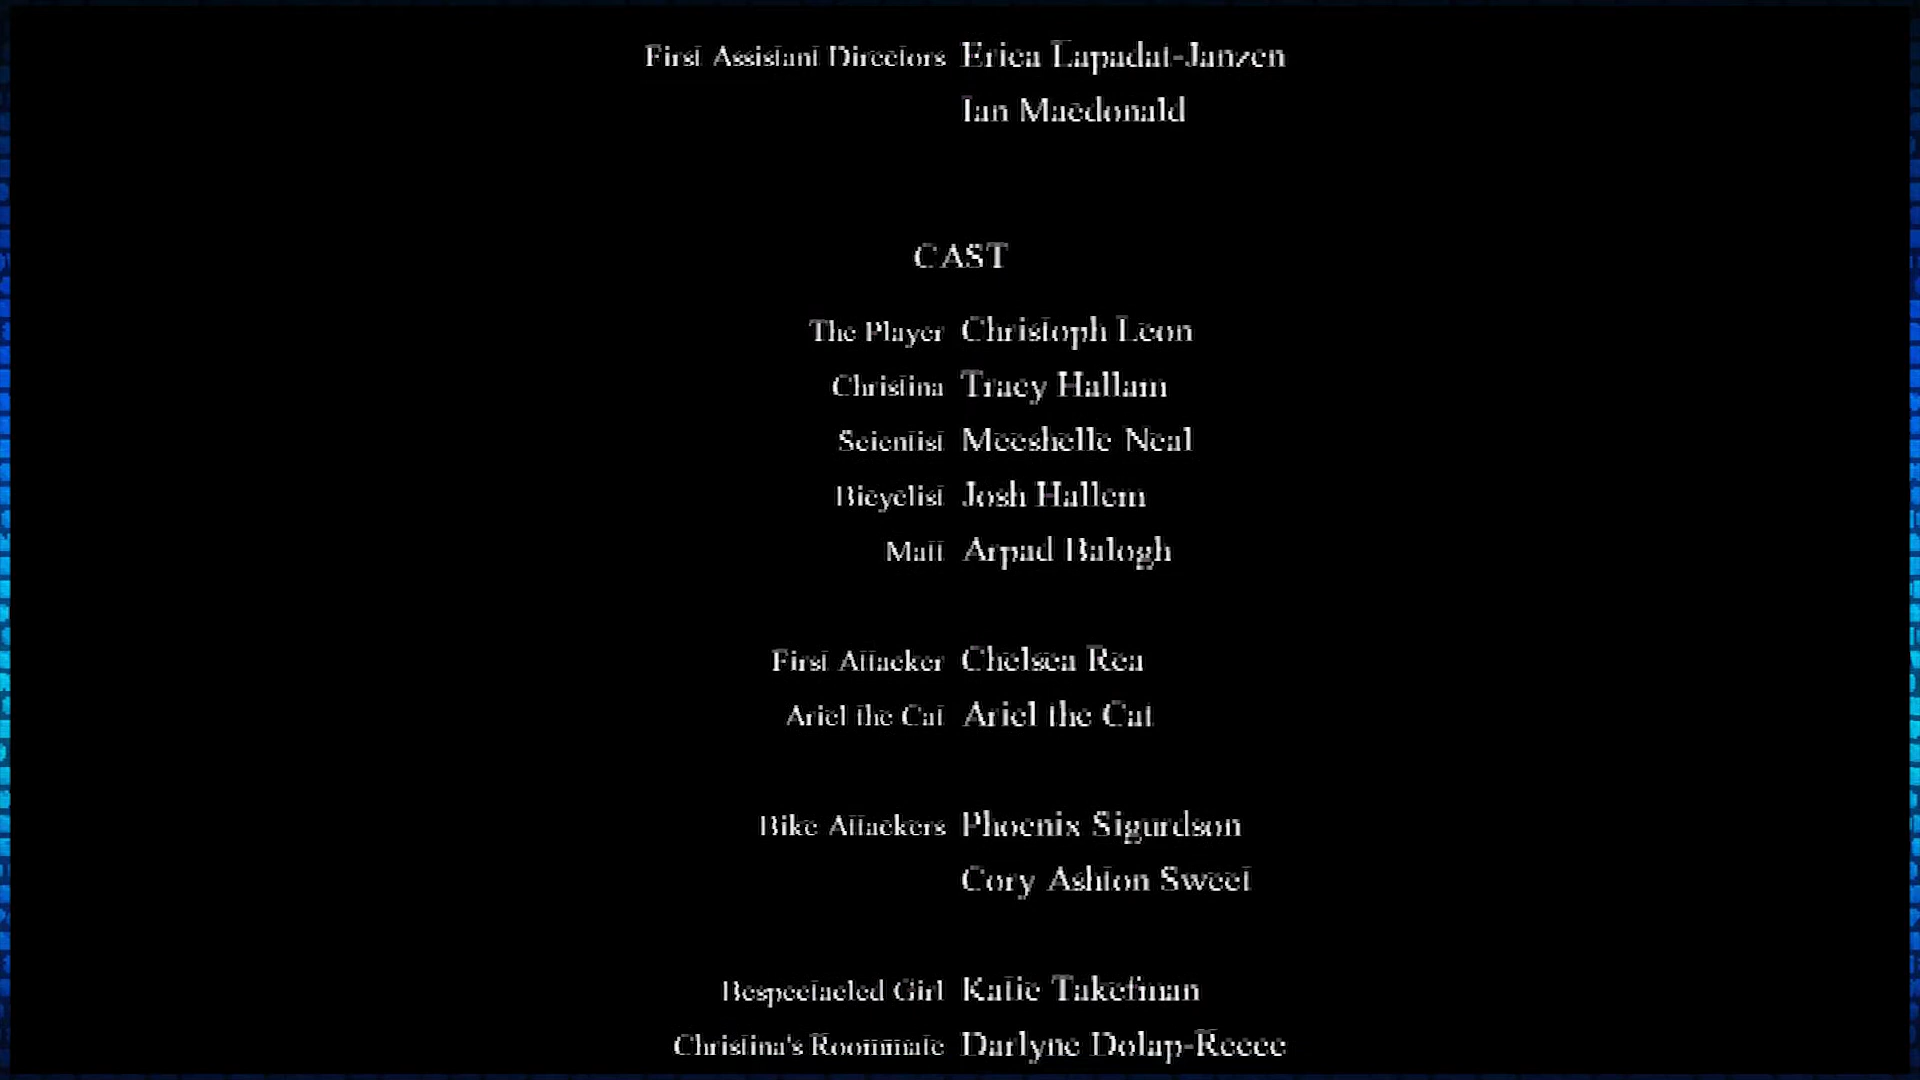 First Assistant Directors Erica Lapadat-Janzen
Ian Macdonald
CAST
The Player Christoph Leon
Christina Tracy Hallam
Scientist Meeshelle Neal
Bicyclist Josh Hallem
Matt Arpad Balogh
First Attacker Chelsea Rea
Ariel the Cat Ariel the Cat
Bike Attackers Phoenix Sigurdson
Cory Ashton Sweet
Bespectacled Girl Katie Takefman
Christina's Roommate Darlyne Dolap-Reece